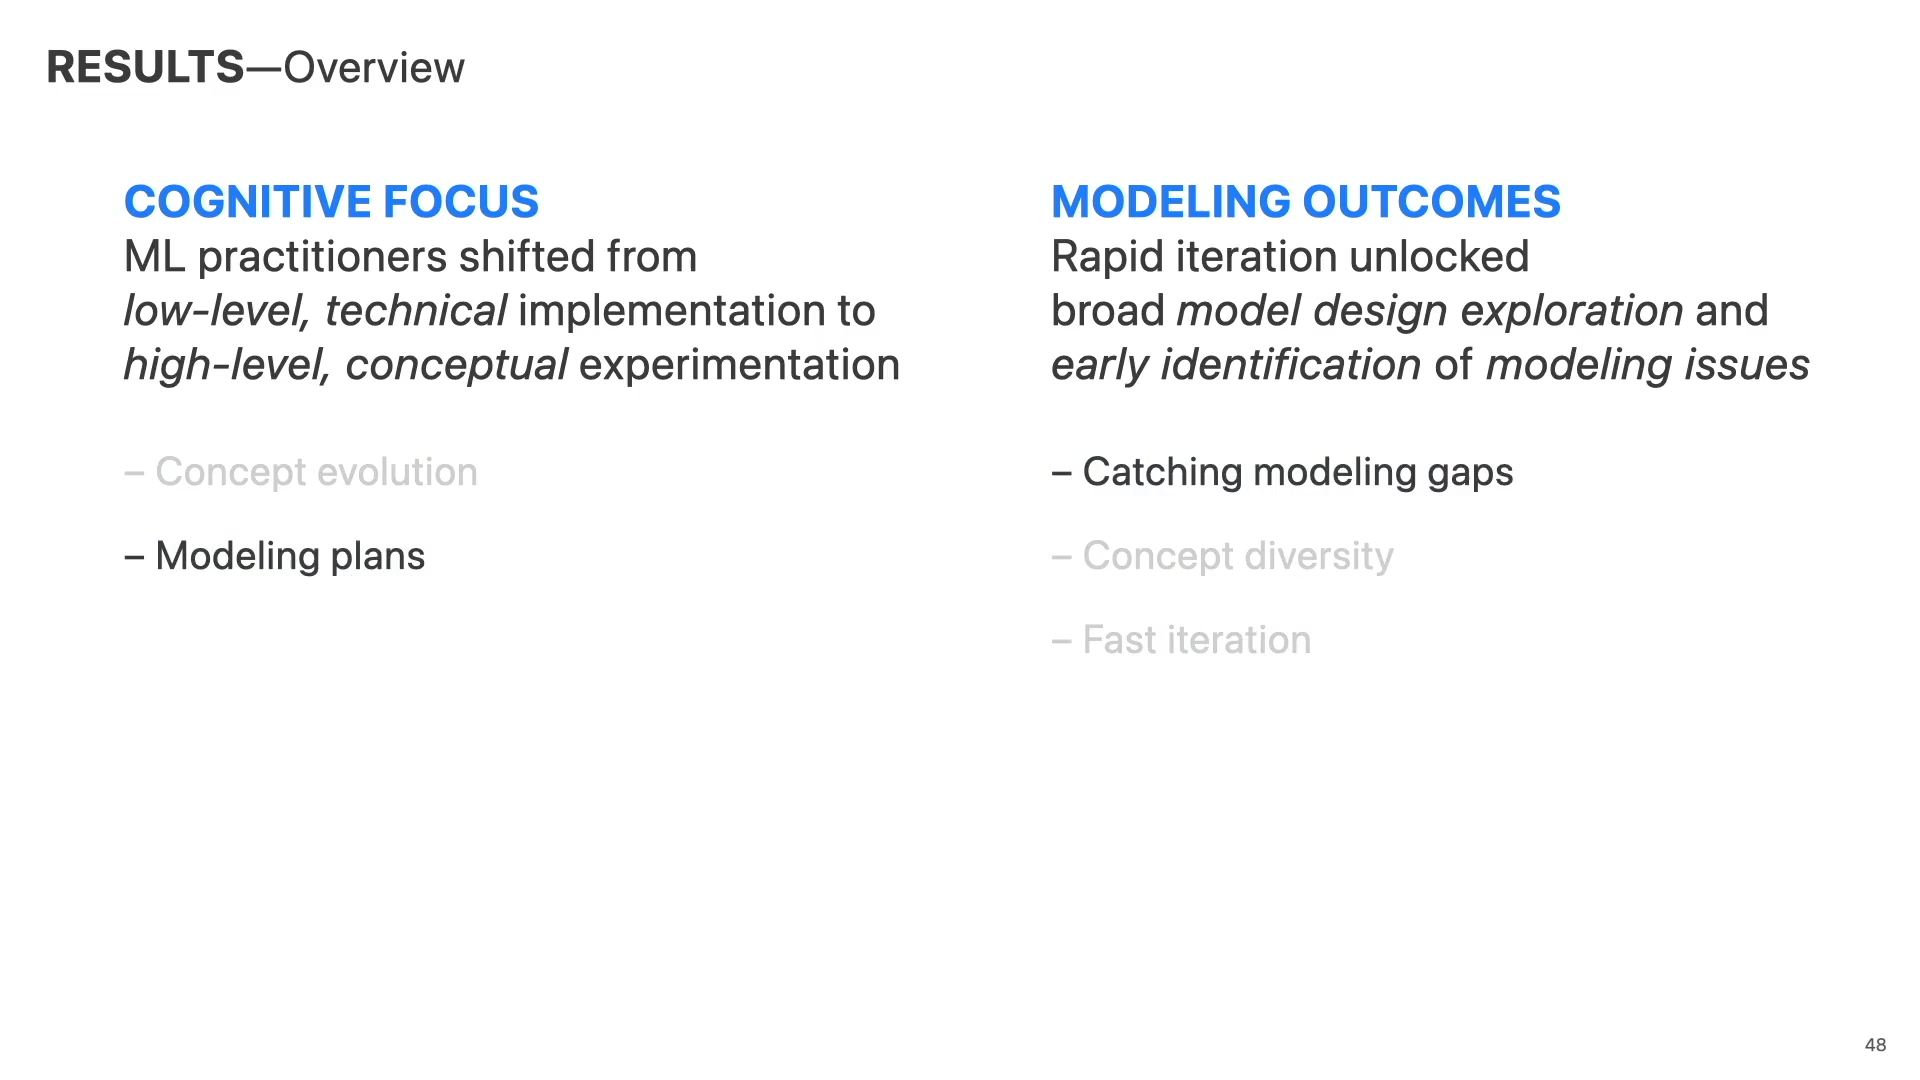 RESULTS—Overview
COGNITIVE FOCUS
ML practitioners shifted from
low-level, technical implementation to
high-level, conceptual experimentation
– Concept evolution
– Modeling plans
MODELING OUTCOMES
Rapid iteration unlocked
broad model design exploration and
early identification of modeling issues
– Catching modeling gaps
– Concept diversity
– Fast iteration
48